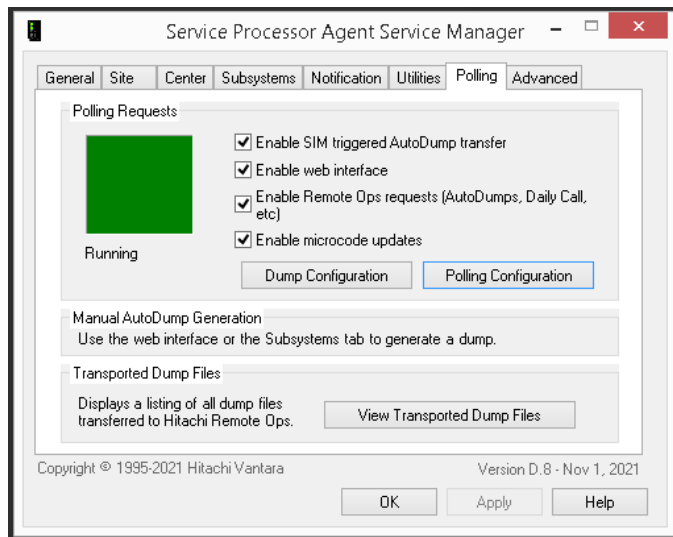 Service Processor Agent Service Manager
General Site Center Subsystems Notification Utilities Polling Advanced
Polling Requests
Enable SIM triggered AutoDump transfer
Enable web interface
Enable Remote Ops requests (AutoDumps, Daily Call,
etc)
Enable microcode updates
Running
Dump Configuration Polling Configuration
Manual AutoDump Generation
Use the web interface or the Subsystems tab to generate a dump.
Transported Dump Files
Displays a listing of all dump files
transferred to Hitachi Remote Ops.
View Transported Dump Files
Copyright © 1995-2021 Hitachi Vantara Version D.8 - Nov 1, 2021
OK Apply Help